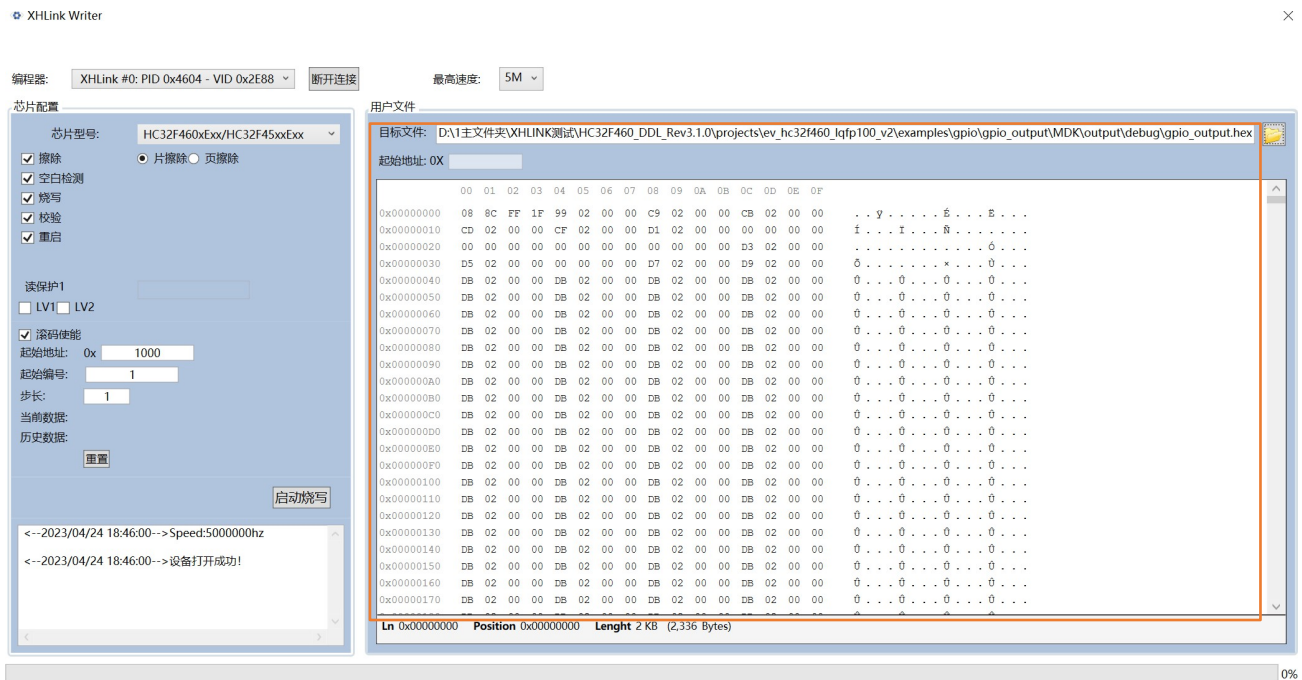 XHLink Writer
编程器: XHLink #0: PID 0x4604 - VID 0x2E88 断开连接 最高速度: 5M
芯片配置
芯片型号: HC32F460xExx/HC32F45xxExx
擦除 片擦除 页擦除
空白检测
烧写
校验
重启
读保护1
LV1 LV2
滚码使能
起始地址: 0x 1000
起始编号: 1
步长: 1
当前数据:
历史数据:
重置
启动烧写
<--2023/04/24 18:46:00-->Speed:5000000hz
<--2023/04/24 18:46:00-->设备打开成功!
用户文件
目标文件: D:\1主文件夹\XHLINK测试\HC32F460_DDL_Rev3.1.0\projects\ev_hc32f460_lqfp100_v2\examples\gpio\gpio_output\MDK\output\debug\gpio_output.hex
起始地址: 0X
00 01 02 03 04 05 06 07 08 09 0A 0B 0C 0D 0E 0F
0x00000000 08 8C FF 1F 99 02 00 00 C9 02 00 00 CB 02 00 00 . . ÿ . . . . . É . . . Ë . . .
0x00000010 CD 02 00 00 CF 02 00 00 D1 02 00 00 00 00 00 00 Í . . . Ï . . . Ñ . . . . . . .
0x00000020 00 00 00 00 00 00 00 00 00 00 00 00 D3 02 00 00 . . . . . . . . . . . . Ó . . .
0x00000030 D5 02 00 00 00 00 00 00 D7 02 00 00 D9 02 00 00 Õ . . . . . . . × . . . Ù . . .
0x00000040 DB 02 00 00 DB 02 00 00 DB 02 00 00 DB 02 00 00 Û . . . Û . . . Û . . . Û . . .
0x00000050 DB 02 00 00 DB 02 00 00 DB 02 00 00 DB 02 00 00 Û . . . Û . . . Û . . . Û . . .
0x00000060 DB 02 00 00 DB 02 00 00 DB 02 00 00 DB 02 00 00 Û . . . Û . . . Û . . . Û . . .
0x00000070 DB 02 00 00 DB 02 00 00 DB 02 00 00 DB 02 00 00 Û . . . Û . . . Û . . . Û . . .
0x00000080 DB 02 00 00 DB 02 00 00 DB 02 00 00 DB 02 00 00 Û . . . Û . . . Û . . . Û . . .
0x00000090 DB 02 00 00 DB 02 00 00 DB 02 00 00 DB 02 00 00 Û . . . Û . . . Û . . . Û . . .
0x000000A0 DB 02 00 00 DB 02 00 00 DB 02 00 00 DB 02 00 00 Û . . . Û . . . Û . . . Û . . .
0x000000B0 DB 02 00 00 DB 02 00 00 DB 02 00 00 DB 02 00 00 Û . . . Û . . . Û . . . Û . . .
0x000000C0 DB 02 00 00 DB 02 00 00 DB 02 00 00 DB 02 00 00 Û . . . Û . . . Û . . . Û . . .
0x000000D0 DB 02 00 00 DB 02 00 00 DB 02 00 00 DB 02 00 00 Û . . . Û . . . Û . . . Û . . .
0x000000E0 DB 02 00 00 DB 02 00 00 DB 02 00 00 DB 02 00 00 Û . . . Û . . . Û . . . Û . . .
0x000000F0 DB 02 00 00 DB 02 00 00 DB 02 00 00 DB 02 00 00 Û . . . Û . . . Û . . . Û . . .
0x00000100 DB 02 00 00 DB 02 00 00 DB 02 00 00 DB 02 00 00 Û . . . Û . . . Û . . . Û . . .
0x00000110 DB 02 00 00 DB 02 00 00 DB 02 00 00 DB 02 00 00 Û . . . Û . . . Û . . . Û . . .
0x00000120 DB 02 00 00 DB 02 00 00 DB 02 00 00 DB 02 00 00 Û . . . Û . . . Û . . . Û . . .
0x00000130 DB 02 00 00 DB 02 00 00 DB 02 00 00 DB 02 00 00 Û . . . Û . . . Û . . . Û . . .
0x00000140 DB 02 00 00 DB 02 00 00 DB 02 00 00 DB 02 00 00 Û . . . Û . . . Û . . . Û . . .
0x00000150 DB 02 00 00 DB 02 00 00 DB 02 00 00 DB 02 00 00 Û . . . Û . . . Û . . . Û . . .
0x00000160 DB 02 00 00 DB 02 00 00 DB 02 00 00 DB 02 00 00 Û . . . Û . . . Û . . . Û . . .
0x00000170 DB 02 00 00 DB 02 00 00 DB 02 00 00 DB 02 00 00 Û . . . Û . . . Û . . . Û . . .
Ln 0x00000000 Position 0x00000000 Lenght 2 KB (2,336 Bytes)
0%